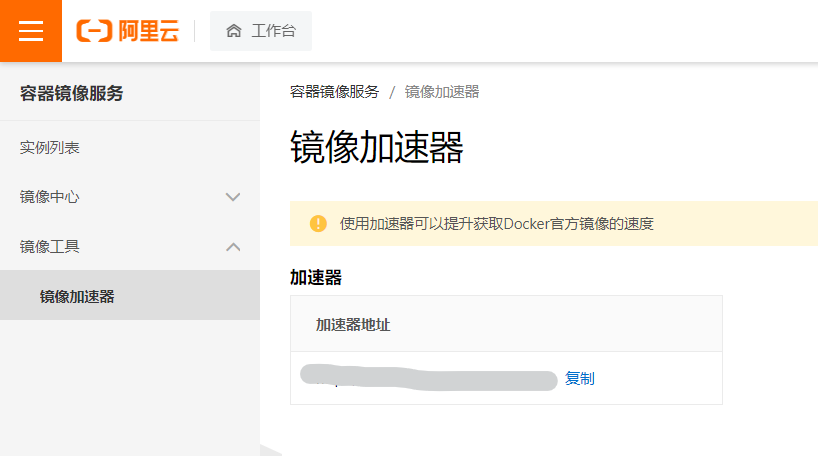 阿里云
工作台
容器镜像服务
容器镜像服务 / 镜像加速器
镜像加速器
实例列表
镜像中心
镜像工具
镜像加速器
使用加速器可以提升获取Docker官方镜像的速度
加速器
加速器地址
复制